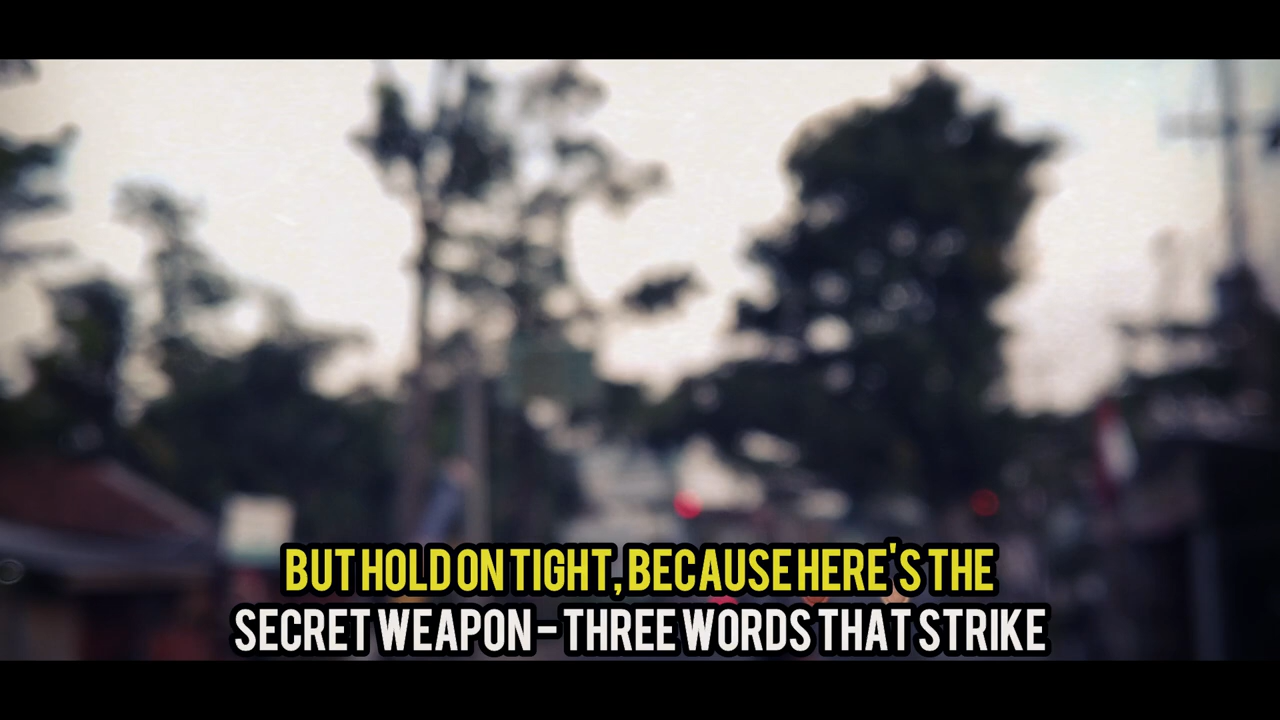 BUT HOLD ON TIGHT, BECAUSE HERE'S THE
SECRET WEAPON - THREE WORDS THAT STRIKE